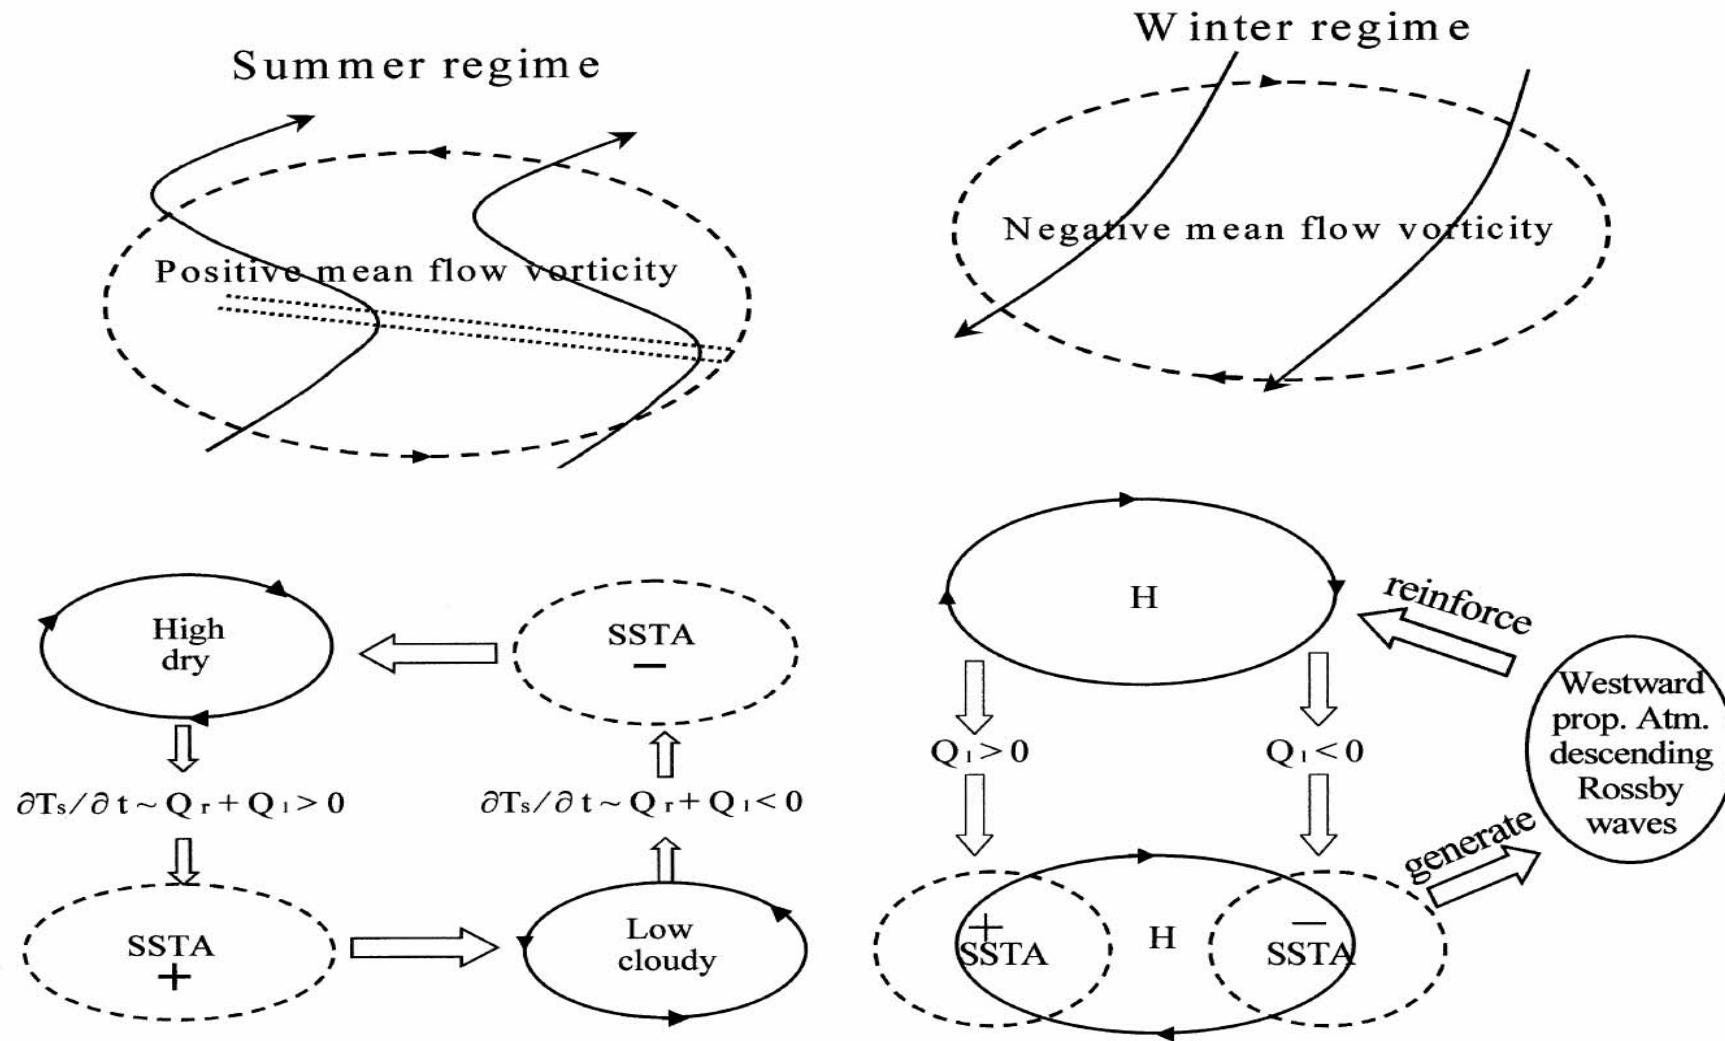 Summer regime
Positive mean flow vorticity
High
dry
SSTA
−
∂Ts/∂t ~ Qr + Ql > 0
∂Ts/∂t ~ Qr + Ql < 0
SSTA
+
Low
cloudy
Winter regime
Negative mean flow vorticity
H
reinforce
Westward
prop. Atm.
descending
Rossby
waves
Ql > 0
Ql < 0
generate
+
SSTA
H
−
SSTA